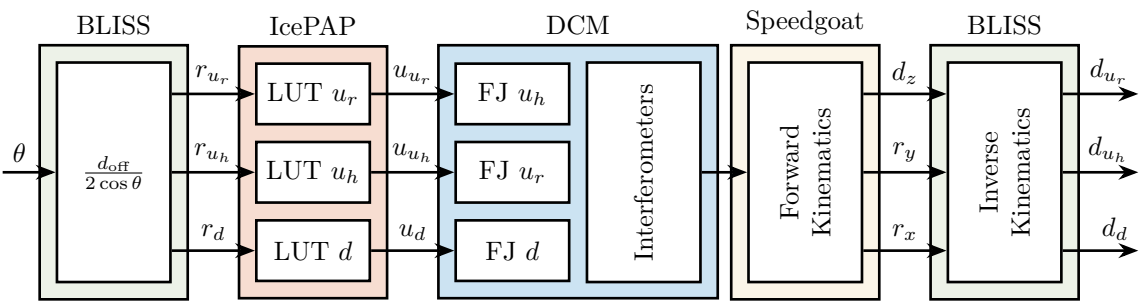 BLISS
IcePAP
DCM
Speedgoat
BLISS
θ
d_off / 2 cos θ
r_{u_r}
r_{u_h}
r_d
LUT u_r
LUT u_h
LUT d
u_{u_r}
u_{u_h}
u_d
FJ u_h
FJ u_r
FJ d
Interferometers
Forward
Kinematics
d_z
r_y
r_x
Inverse
Kinematics
d_{u_r}
d_{u_h}
d_d